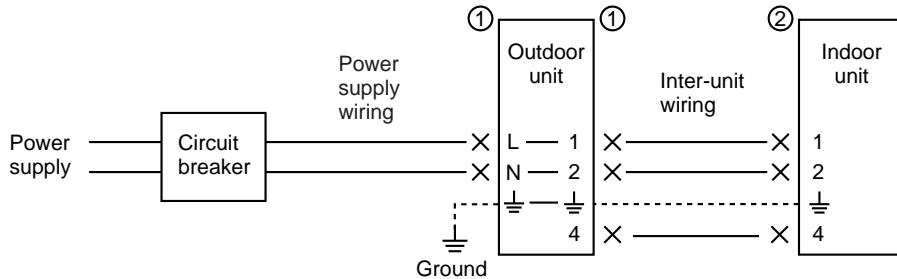 ① ① ②
Outdoor
unit
Indoor
unit
Power
supply
wiring
Inter-unit
wiring
Power
supply
Circuit
breaker
L 1
N 2
4
1
2
4
Ground